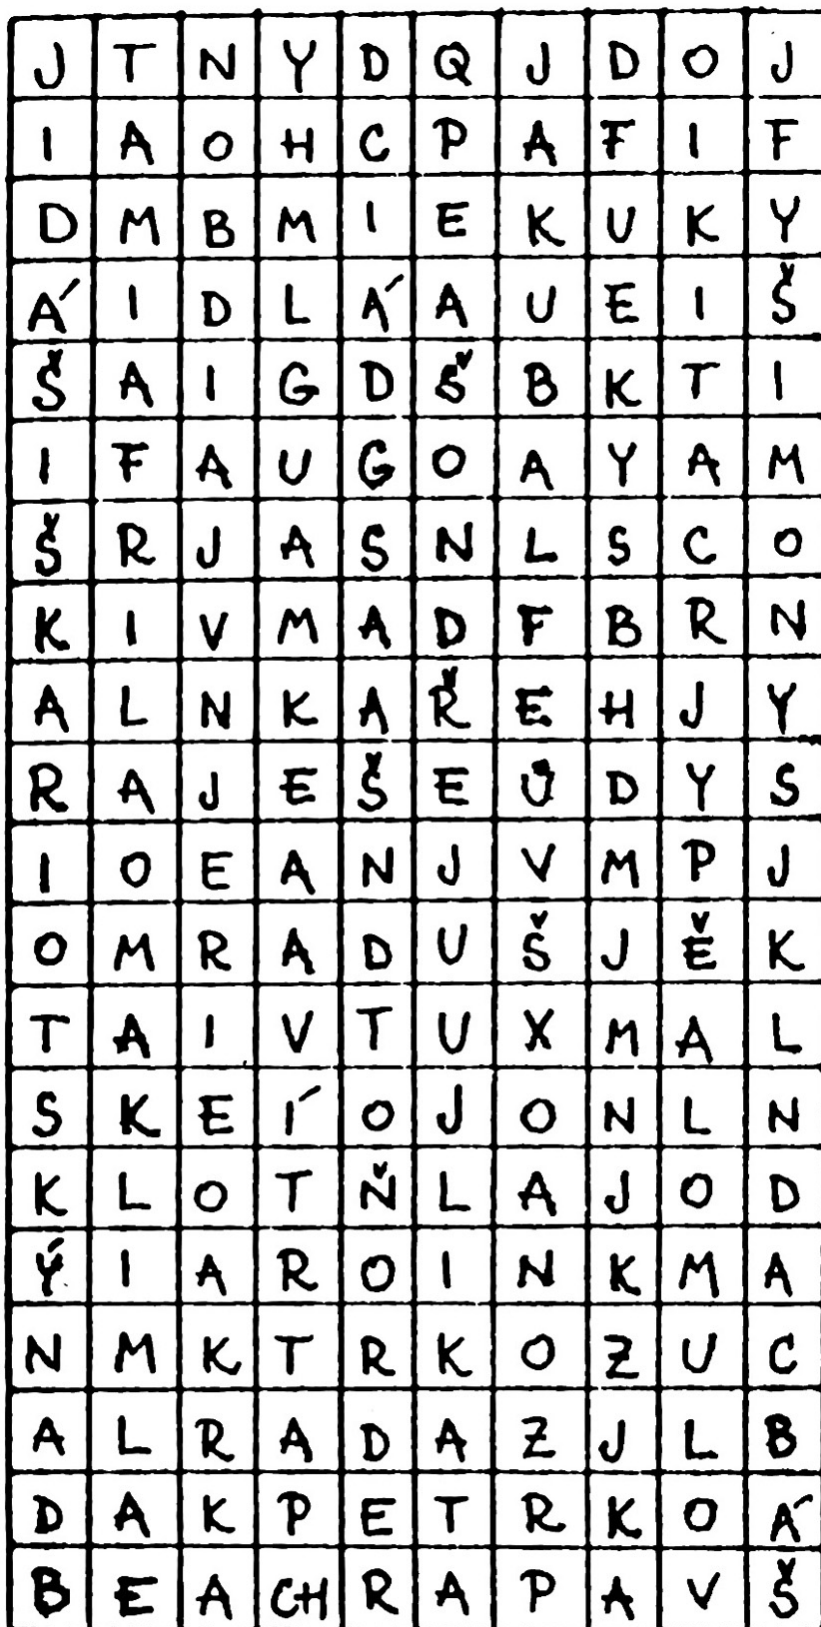 J T N Y D Q J D O J
I A O H C P A F I F
D M B M I E K U K Y
Á I D L Á A U E I Š
Š A I G D Š B K T I
I F A U G O A Y A M
Š R J A S N L S C O
K I V M A D F B R N
A L N K A Ř E H J Y
R A J E Š E Ů D Y S
I O E A N J V M P J
O M R A D U Š J Ě K
T A I V T U X M A L
S K E Í O J O N L N
K L O T Ň L A J O D
Ý I A R O I N K M A
N M K T R K O Z U C
A L R A D A Z J L B
D A K P E T R K O Á
B E A CH R A P A V Š